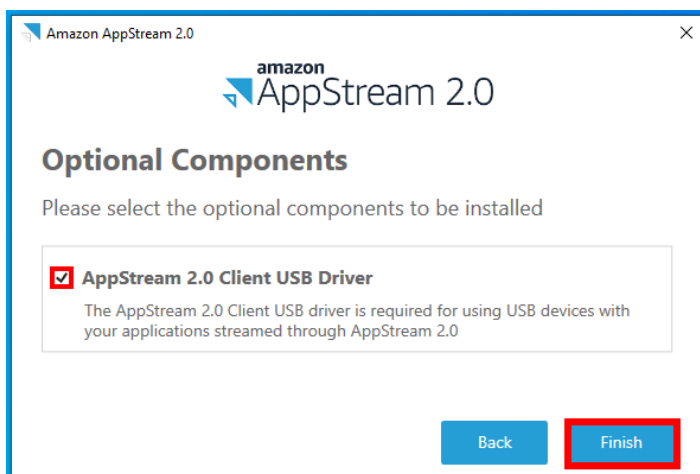 Amazon AppStream 2.0
amazon
AppStream 2.0
Optional Components
Please select the optional components to be installed
AppStream 2.0 Client USB Driver
The AppStream 2.0 Client USB driver is required for using USB devices with
your applications streamed through AppStream 2.0
Back
Finish